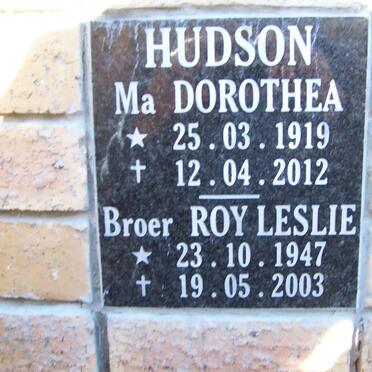 HUDSON
Ma DOROTHEA
★ 25.03.1919
✝ 12.04.2012
Broer ROY LESLIE
★ 23.10.1947
✝ 19.05.2003